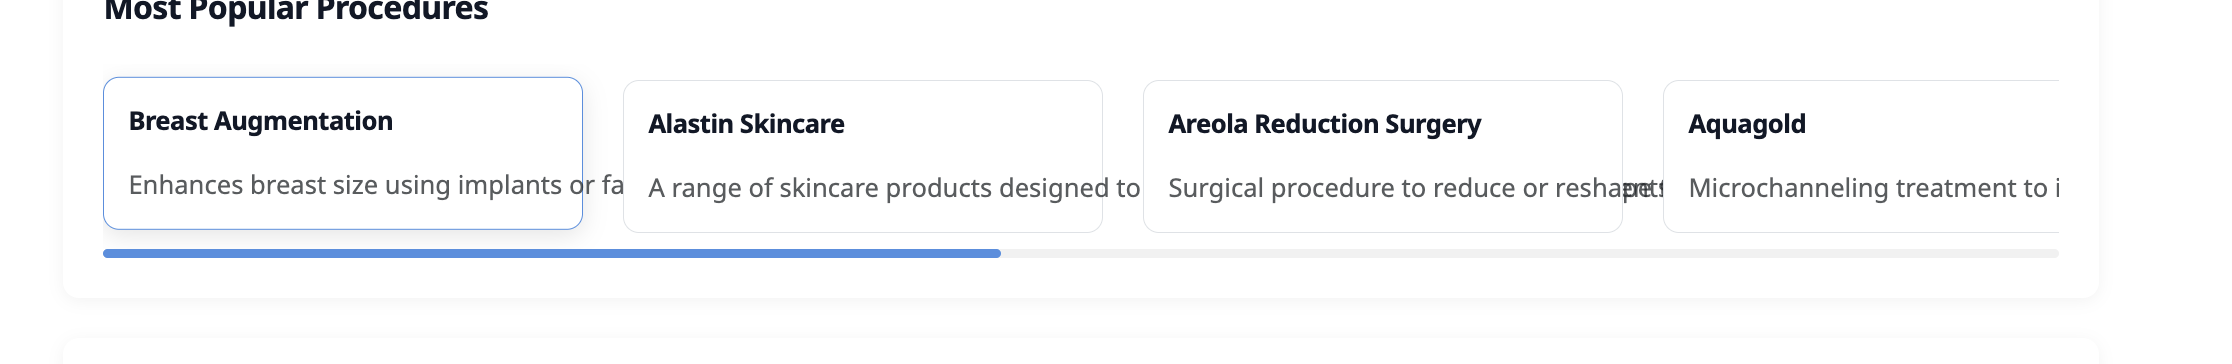 Most Popular Procedures
Breast Augmentation
Enhances breast size using implants or fa
Alastin Skincare
A range of skincare products designed to
Areola Reduction Surgery
Surgical procedure to reduce or reshape
Aquagold
Microchanneling treatment to i